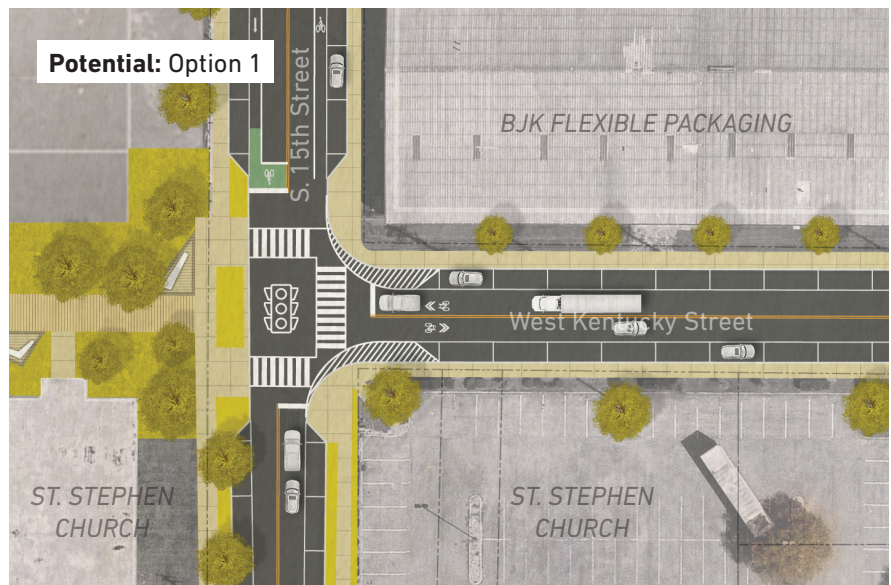 Potential: Option 1
S. 15th Street
BJK FLEXIBLE PACKAGING
West Kentucky Street
ST. STEPHEN
CHURCH
ST. STEPHEN
CHURCH